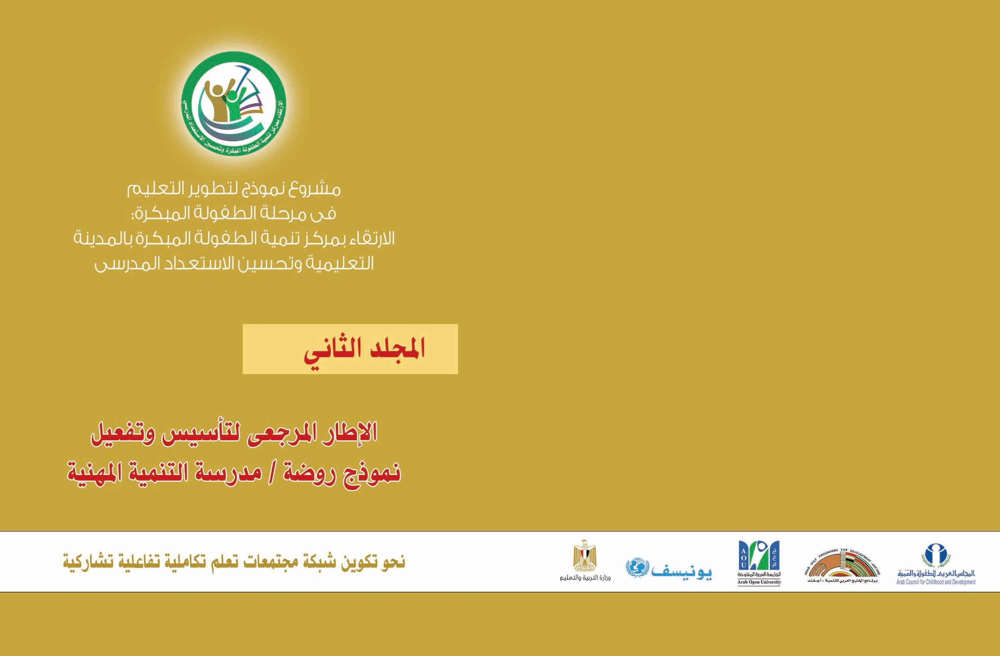 الارتقاء بمركز تنمية الطفولة المبكرة وتحسين الاستعداد المدرسي
مشروع نموذج لتطوير التعليم
فى مرحلة الطفولة المبكرة:
الارتقاء بمركز تنمية الطفولة المبكرة بالمدينة
التعليمية وتحسين الاستعداد المدرسى
المجلد الثاني
الإطار المرجعى لتأسيس وتفعيل
نموذج روضة / مدرسة التنمية المهنية
نحو تكوين شبكة مجتمعات تعلم تكاملية تفاعلية تشاركية
المجلس العربى للطفولة والتنمية
Arab Council for Childhood and Development
ARAB GULF PROGRAMME FOR DEVELOPMENT - AGFUND
برنامج الخليج العربي للتنمية - أجفند
AOU
ج ع م
الجامعة العربية المفتوحة
Arab Open University
يونيسف
وزارة التربية والتعليم